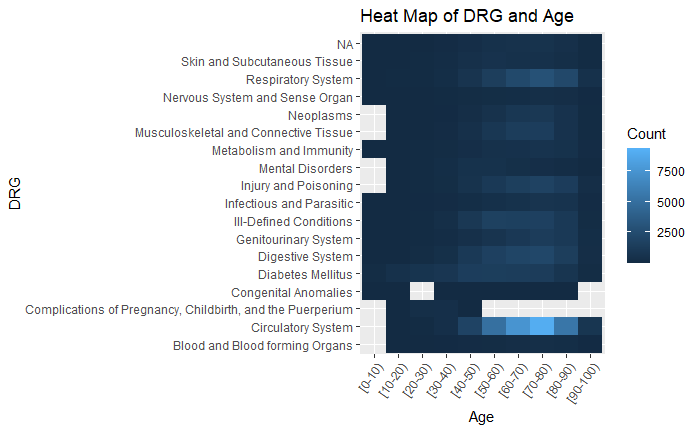 Heat Map of DRG and Age
NA
Skin and Subcutaneous Tissue
Respiratory System
Nervous System and Sense Organ
Neoplasms
Musculoskeletal and Connective Tissue
Metabolism and Immunity
Mental Disorders
Injury and Poisoning
Infectious and Parasitic
Ill-Defined Conditions
Genitourinary System
Digestive System
Diabetes Mellitus
Congenital Anomalies
Complications of Pregnancy, Childbirth, and the Puerperium
Circulatory System
Blood and Blood forming Organs
DRG
[0-10)
[10-20)
[20-30)
[30-40)
[40-50)
[50-60)
[60-70)
[70-80)
[80-90)
[90-100)
Age
Count
7500
5000
2500